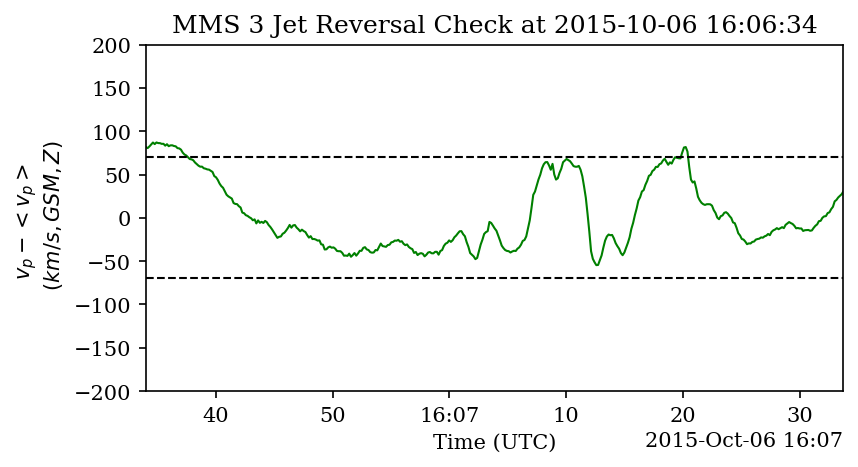 MMS 3 Jet Reversal Check at 2015-10-06 16:06:34
200
150
100
50
0
−50
−100
−150
−200
v_p − < v_p >
(km/s, GSM, Z)
40 50 16:07 10 20 30
Time (UTC)
2015-Oct-06 16:07